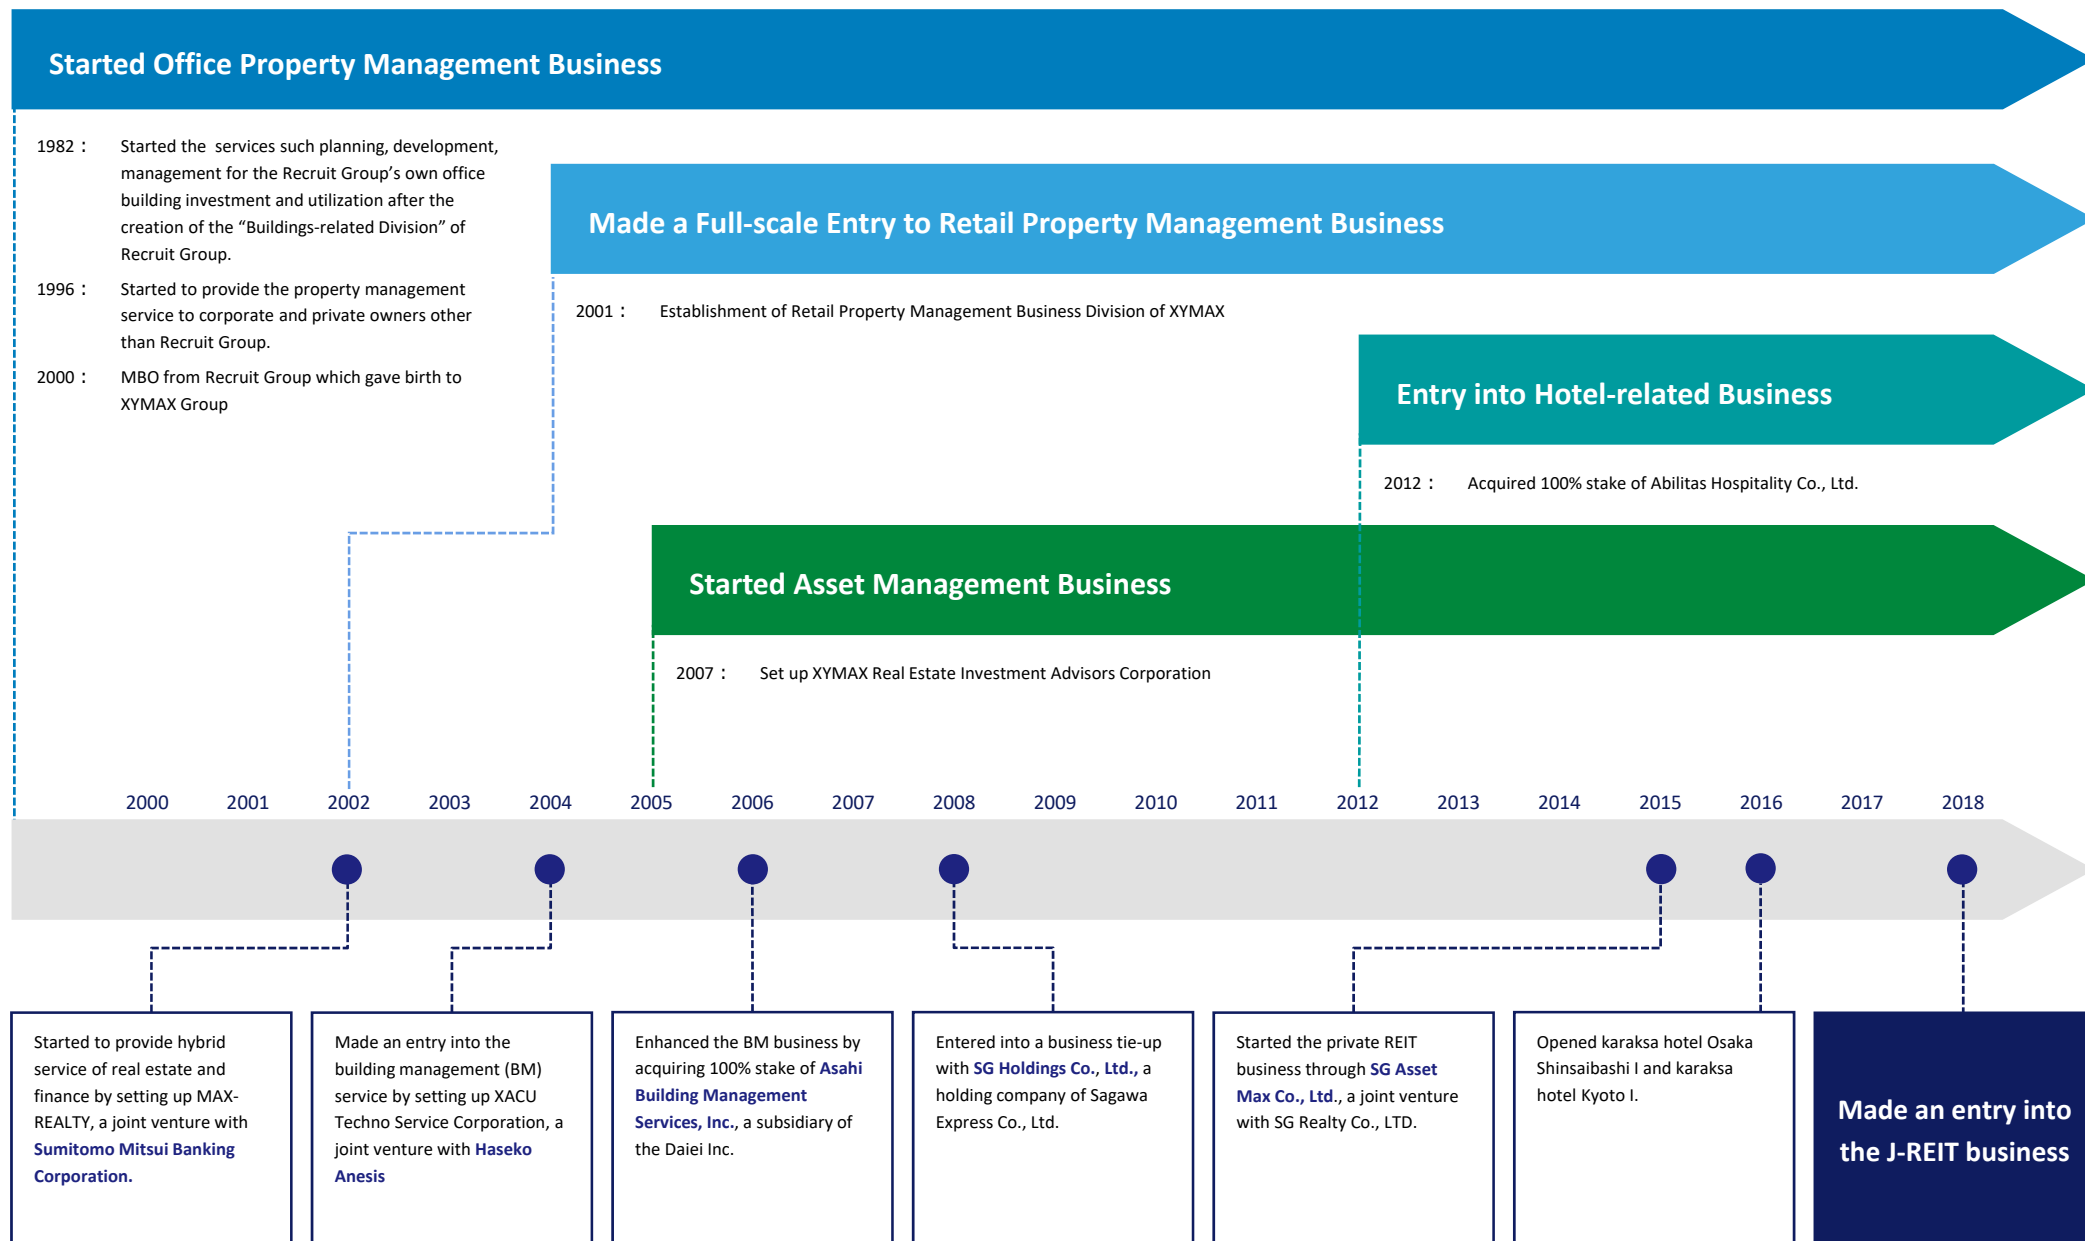 Started Office Property Management Business
1982：
Started the services such planning, development,
management for the Recruit Group’s own office
building investment and utilization after the
creation of the “Buildings-related Division” of
Recruit Group.
1996：
Started to provide the property management
service to corporate and private owners other
than Recruit Group.
2000：
MBO from Recruit Group which gave birth to
XYMAX Group
Made a Full-scale Entry to Retail Property Management Business
2001：
Establishment of Retail Property Management Business Division of XYMAX
Entry into Hotel-related Business
2012：
Acquired 100% stake of Abilitas Hospitality Co., Ltd.
Started Asset Management Business
2007：
Set up XYMAX Real Estate Investment Advisors Corporation
2000 2001 2002 2003 2004 2005 2006 2007 2008 2009 2010 2011 2012 2013 2014 2015 2016 2017 2018
Started to provide hybrid
service of real estate and
finance by setting up MAX-
REALTY, a joint venture with
Sumitomo Mitsui Banking
Corporation.
Made an entry into the
building management (BM)
service by setting up XACU
Techno Service Corporation, a
joint venture with Haseko
Anesis
Enhanced the BM business by
acquiring 100% stake of Asahi
Building Management
Services, Inc., a subsidiary of
the Daiei Inc.
Entered into a business tie-up
with SG Holdings Co., Ltd., a
holding company of Sagawa
Express Co., Ltd.
Started the private REIT
business through SG Asset
Max Co., Ltd., a joint venture
with SG Realty Co., LTD.
Opened karaksa hotel Osaka
Shinsaibashi I and karaksa
hotel Kyoto I.
Made an entry into
the J-REIT business